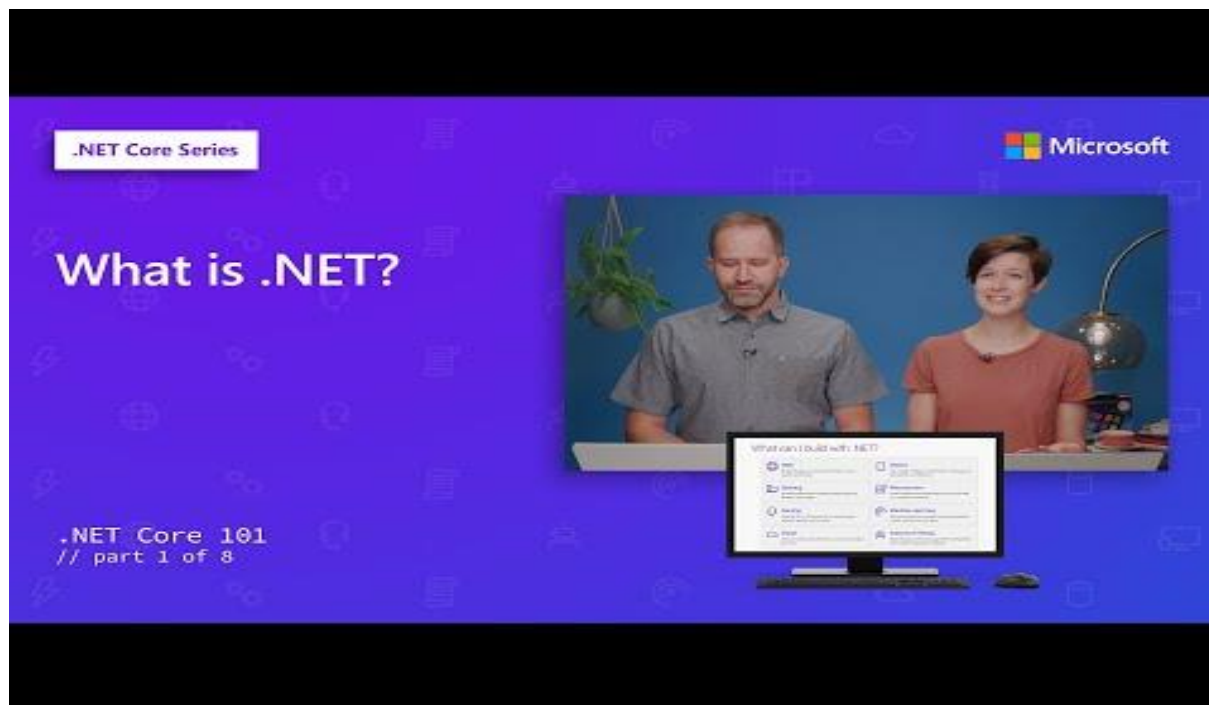 .NET Core Series
Microsoft
What is .NET?
What can I build with .NET?
.NET Core 101
// part 1 of 8